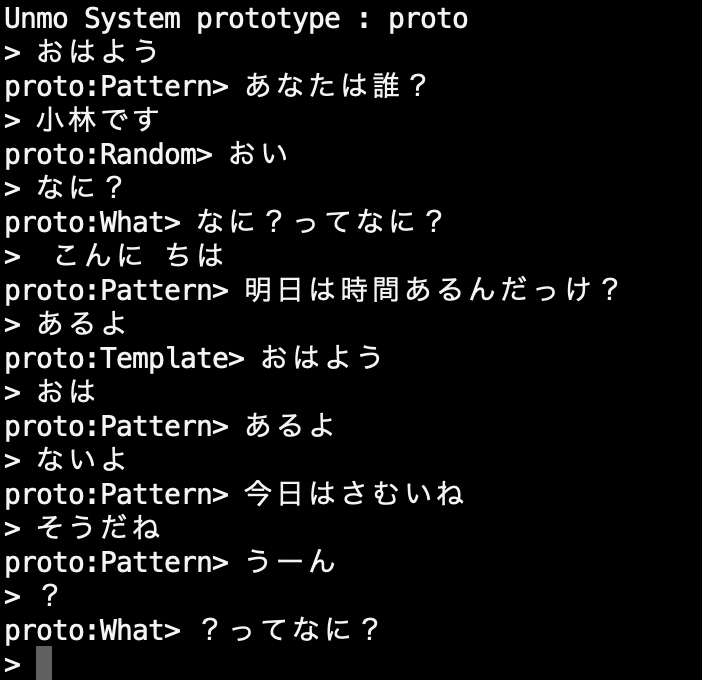 Unmo System prototype : proto
> おはよう
proto:Pattern> あなたは誰？
> 小林です
proto:Random> おい
> なに？
proto:What> なに？ってなに？
>　こんに ちは
proto:Pattern> 明日は時間あるんだっけ？
> あるよ
proto:Template> おはよう
> おは
proto:Pattern> あるよ
> ないよ
proto:Pattern> 今日はさむいね
> そうだね
proto:Pattern> うーん
> ？
proto:What> ？ってなに？
>